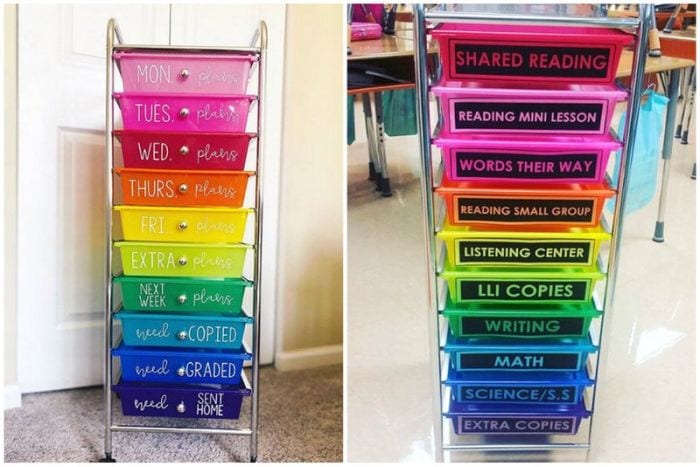 MON. plans
TUES. plans
WED. plans
THURS. plans
FRI. plans
EXTRA plans
NEXT
WEEK plans
need COPIED
need GRADED
need SENT
HOME
SHARED READING
READING MINI LESSON
WORDS THEIR WAY
READING SMALL GROUP
LISTENING CENTER
LLI COPIES
WRITING
MATH
SCIENCE/S.S
EXTRA COPIES